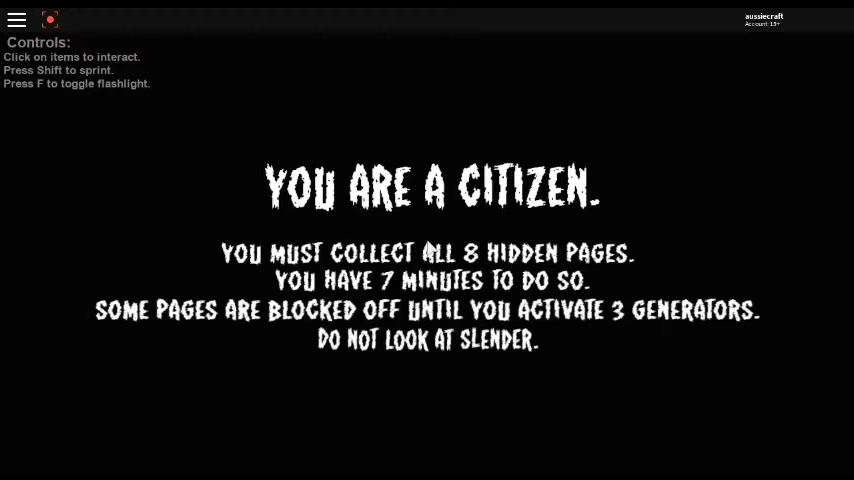 aussiecraft
Account: 13+
Controls:
Click on items to interact.
Press Shift to sprint.
Press F to toggle flashlight.
YOU ARE A CITIZEN.
YOU MUST COLLECT ALL 8 HIDDEN PAGES.
YOU HAVE 7 MINUTES TO DO SO.
SOME PAGES ARE BLOCKED OFF UNTIL YOU ACTIVATE 3 GENERATORS.
DO NOT LOOK AT SLENDER.